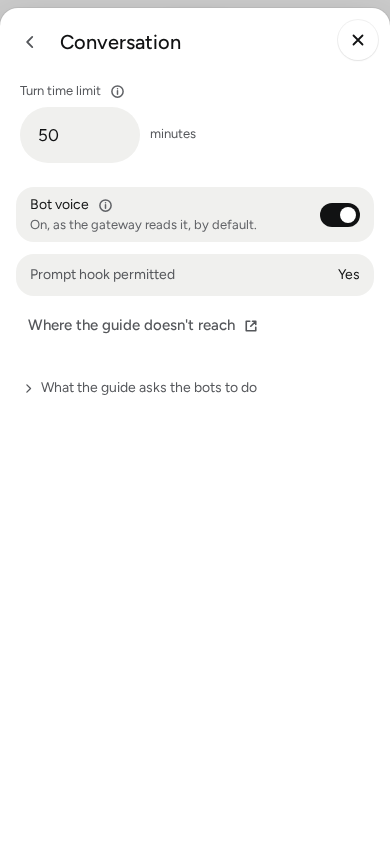 Conversation
Turn time limit
50 minutes
Bot voice
On, as the gateway reads it, by default.
Prompt hook permitted Yes
Where the guide doesn't reach
What the guide asks the bots to do